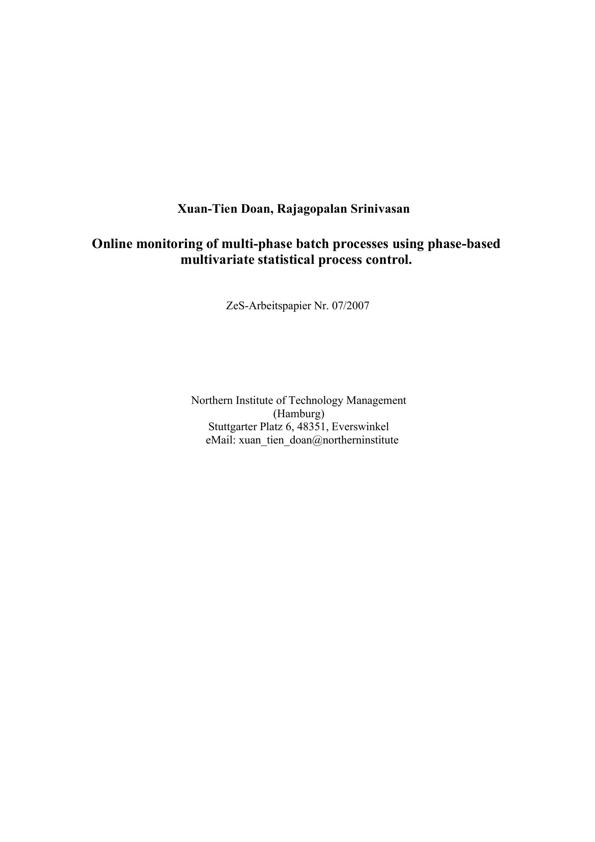 Xuan-Tien Doan, Rajagopalan Srinivasan
Online monitoring of multi-phase batch processes using phase-based
multivariate statistical process control.
ZeS-Arbeitspapier Nr. 07/2007
Northern Institute of Technology Management
(Hamburg)
Stuttgarter Platz 6, 48351, Everswinkel
eMail: xuan_tien_doan@northerninstitute